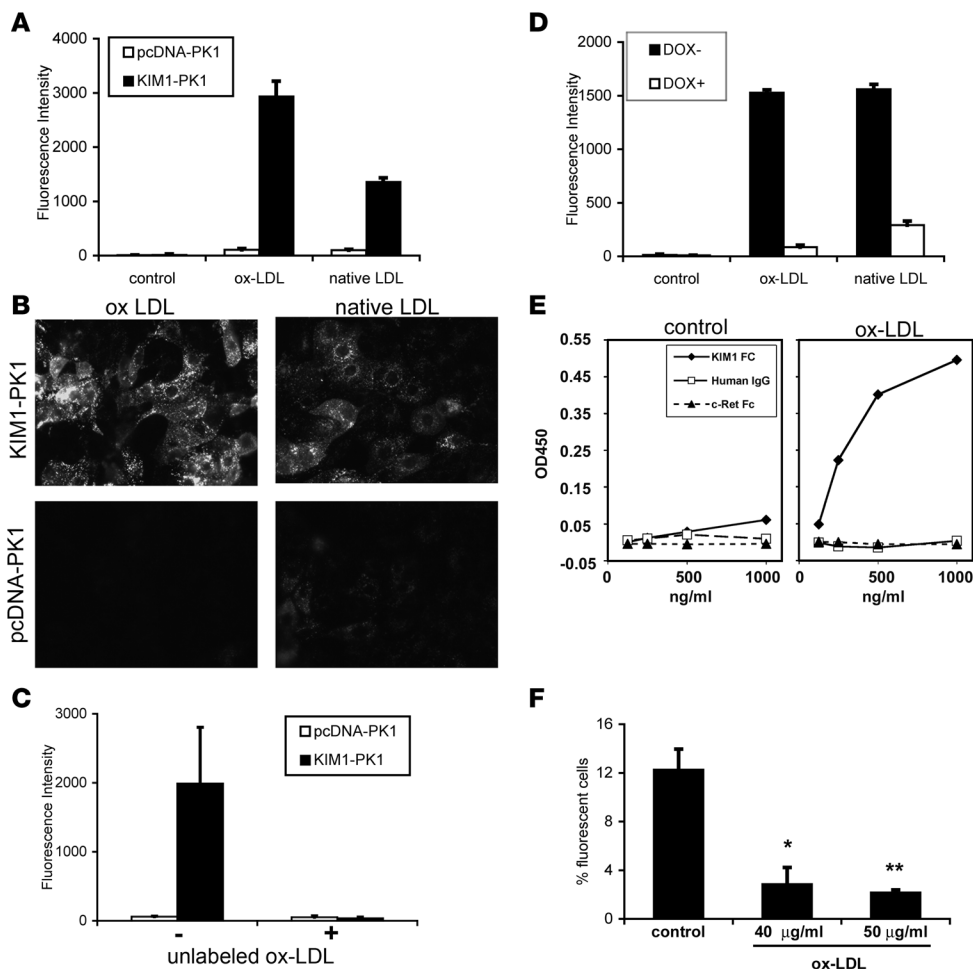 A
Fluorescence Intensity
4000
3000
2000
1000
0
pcDNA-PK1
KIM1-PK1
control ox-LDL native LDL
B
ox LDL native LDL
KIM1-PK1
pcDNA-PK1
C
Fluorescence Intensity
3000
2000
1000
0
pcDNA-PK1
KIM1-PK1
- +
unlabeled ox-LDL
D
Fluorescence Intensity
2000
1500
1000
500
0
DOX-
DOX+
control ox-LDL native LDL
E
control ox-LDL
OD450
0.55
0.45
0.35
0.25
0.15
0.05
-0.05
KIM1 FC
Human IgG
c-Ret Fc
0 500 1000
ng/ml
0 500 1000
ng/ml
F
% fluorescent cells
16
12
8
4
0
* **
control 40 μg/ml 50 μg/ml
ox-LDL